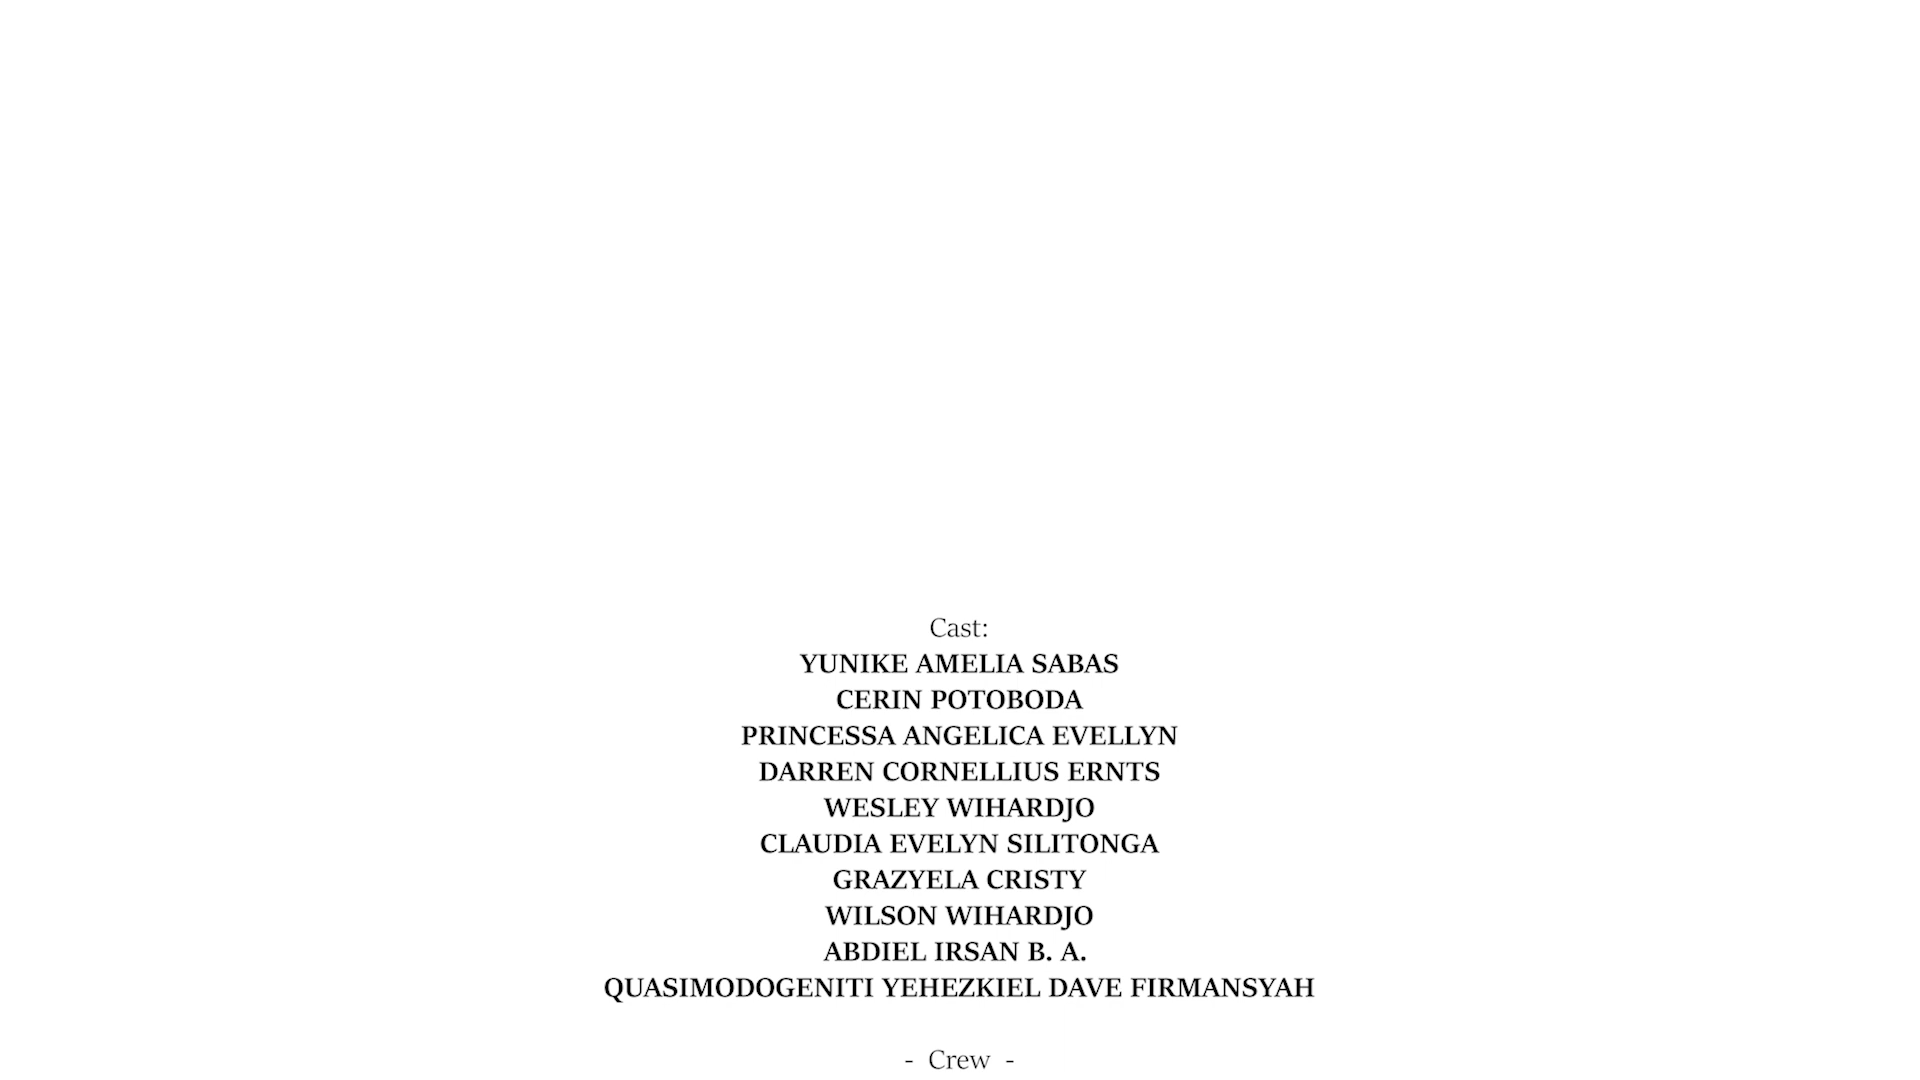 Cast:
YUNIKE AMELIA SABAS
CERIN POTOBODA
PRINCESSA ANGELICA EVELLYN
DARREN CORNELLIUS ERNTS
WESLEY WIHARDJO
CLAUDIA EVELYN SILITONGA
GRAZYELA CRISTY
WILSON WIHARDJO
ABDIEL IRSAN B. A.
QUASIMODOGENITI YEHEZKIEL DAVE FIRMANSYAH
- Crew -